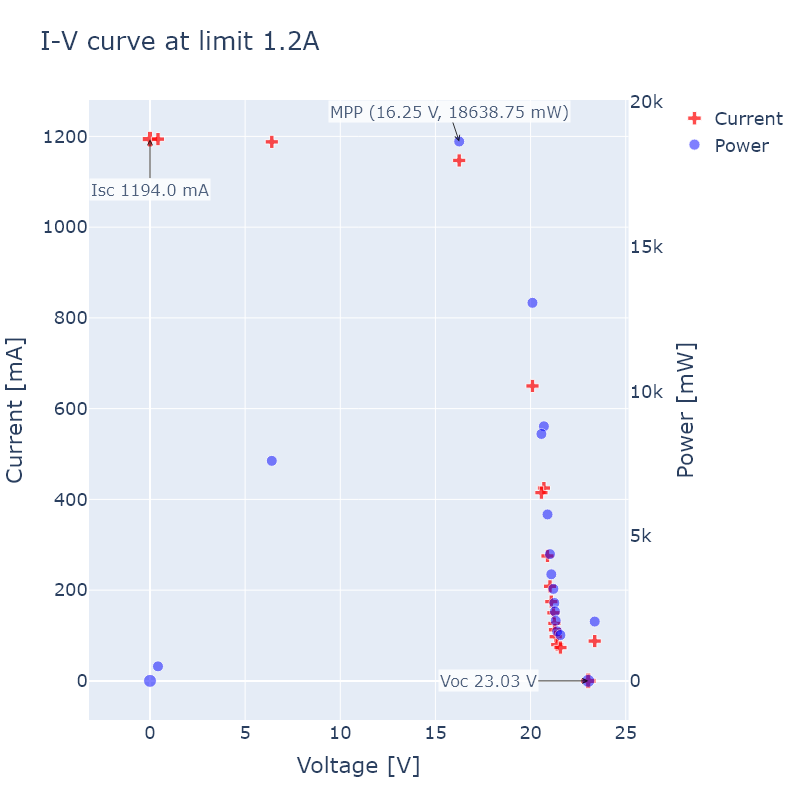 I-V curve at limit 1.2A
MPP (16.25 V, 18638.75 mW)
Isc 1194.0 mA
Voc 23.03 V
Current
Power
Current [mA]
1200
1000
800
600
400
200
0
20k
15k
10k
5k
0
Power [mW]
0 5 10 15 20 25
Voltage [V]